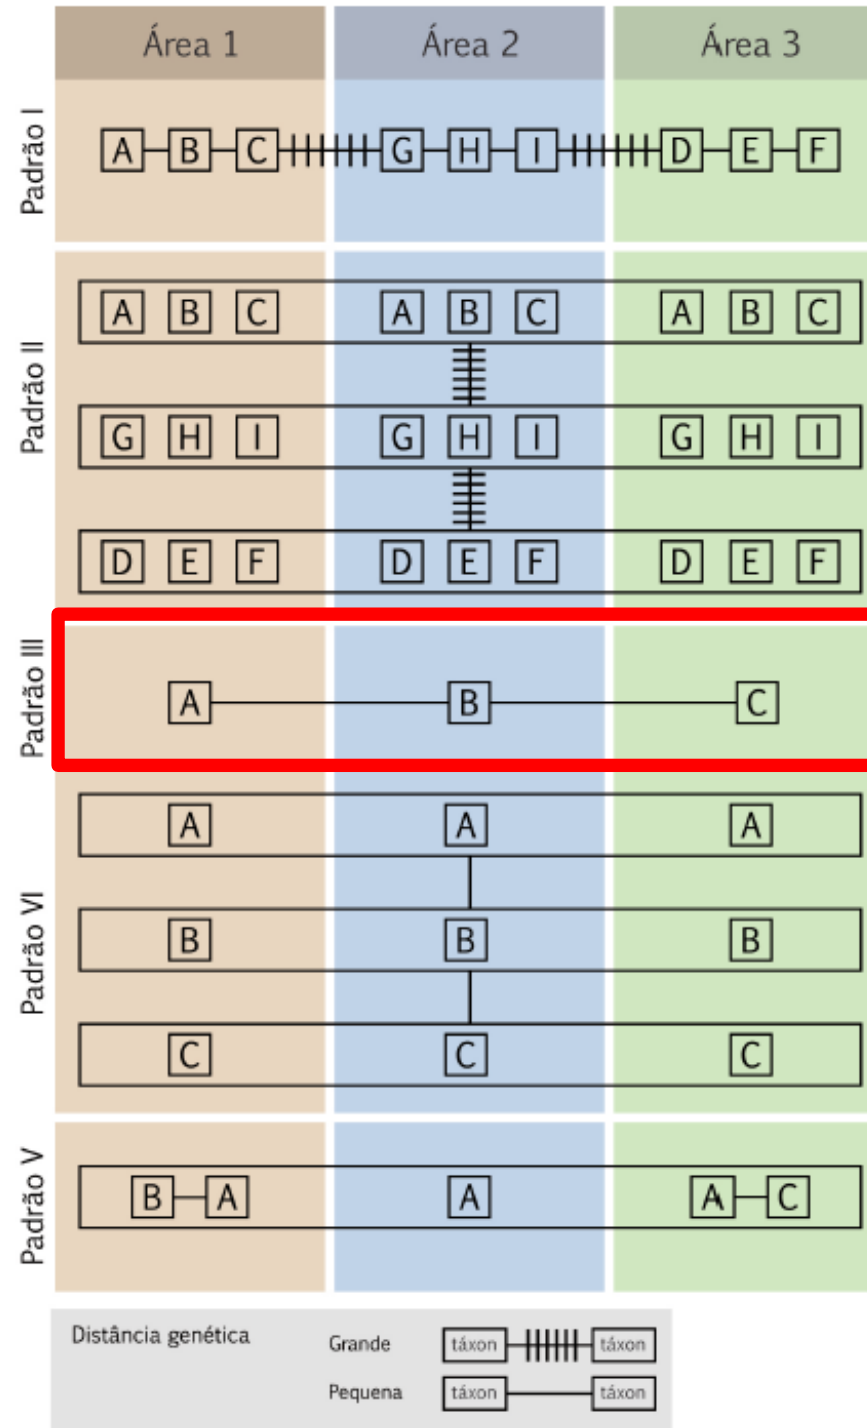 Área 1 Área 2 Área 3
Padrão I
A B C G H I D E F
Padrão II
A B C A B C A B C
G H I G H I G H I
D E F D E F D E F
Padrão III
A B C
Padrão VI
A A A
B B B
C C C
Padrão V
B A A A C
Distância genética Grande táxon táxon
Pequena táxon táxon